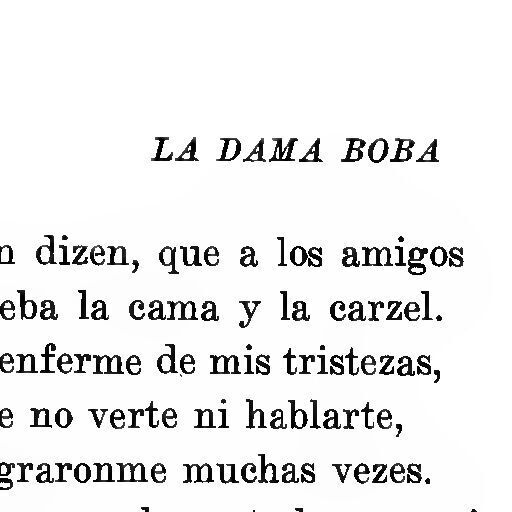 LA DAMA BOBA
n dizen, que a los amigos
eba la cama y la carzel.
enferme de mis tristezas,
e no verte ni hablarte,
graronme muchas vezes.